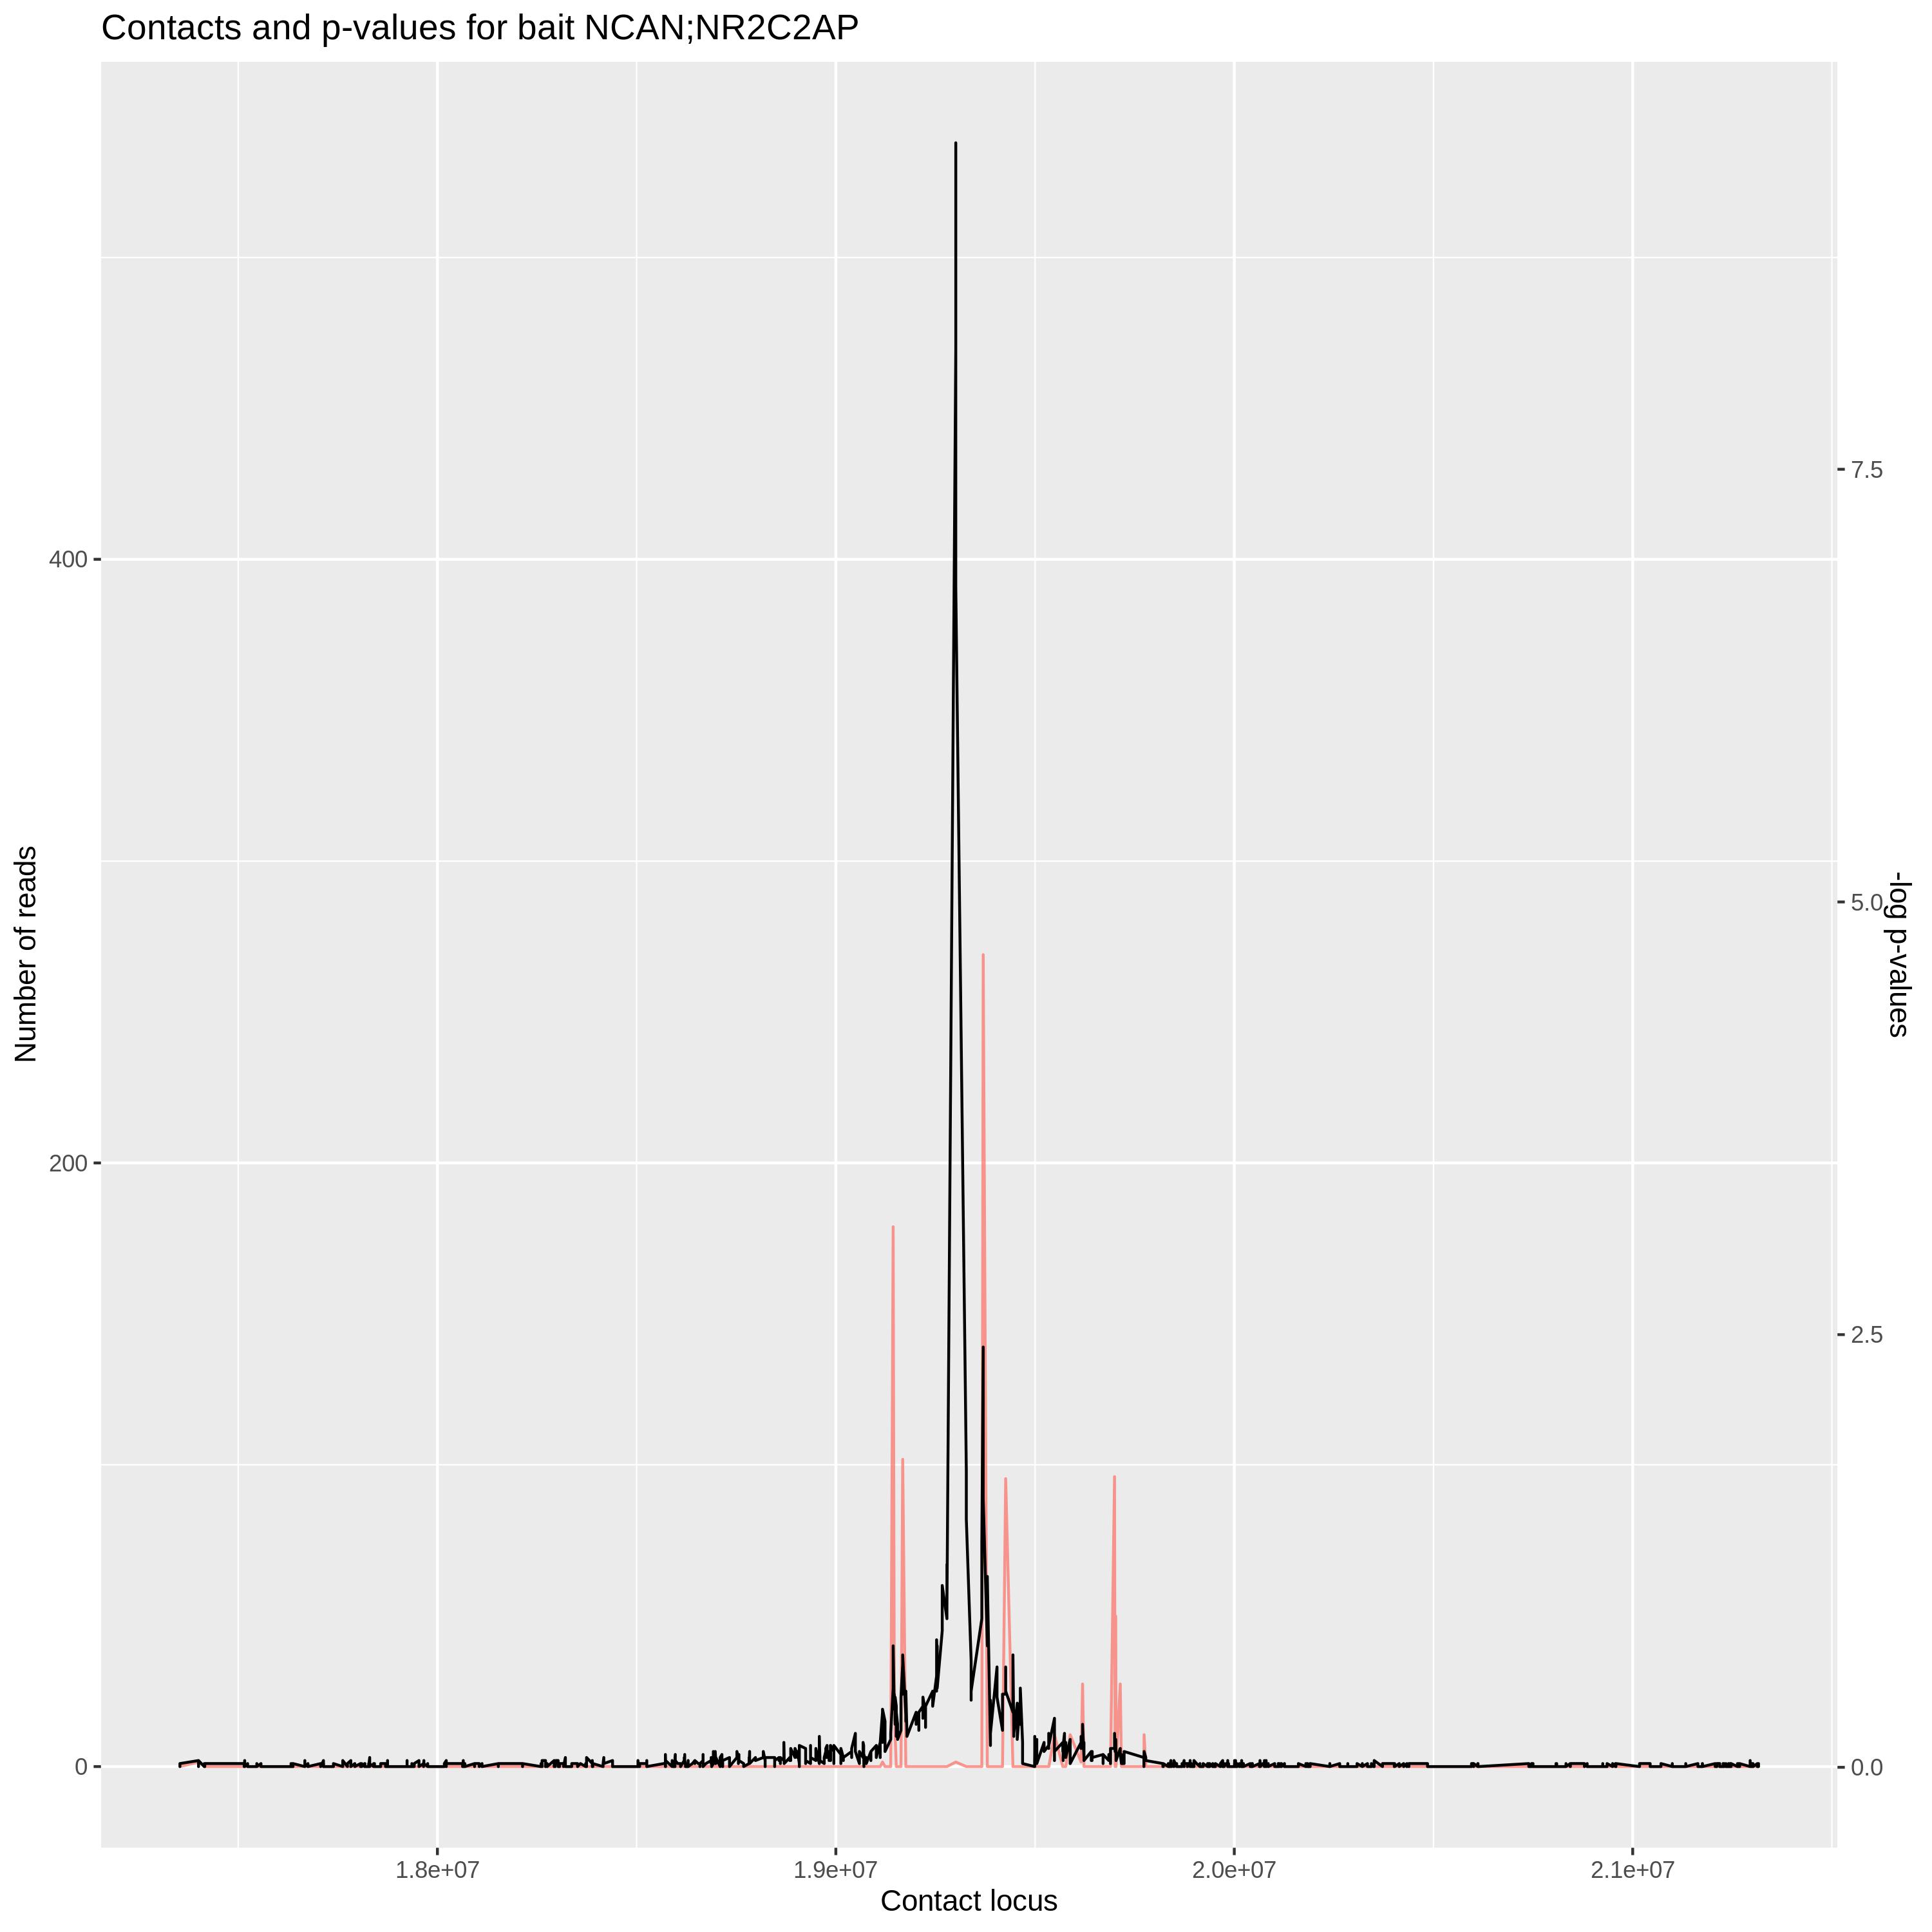 Contacts and p-values for bait NCAN;NR2C2AP
Number of reads
400
200
0
7.5
5.0
2.5
0.0
-log p-values
1.8e+07
1.9e+07
2.0e+07
2.1e+07
Contact locus